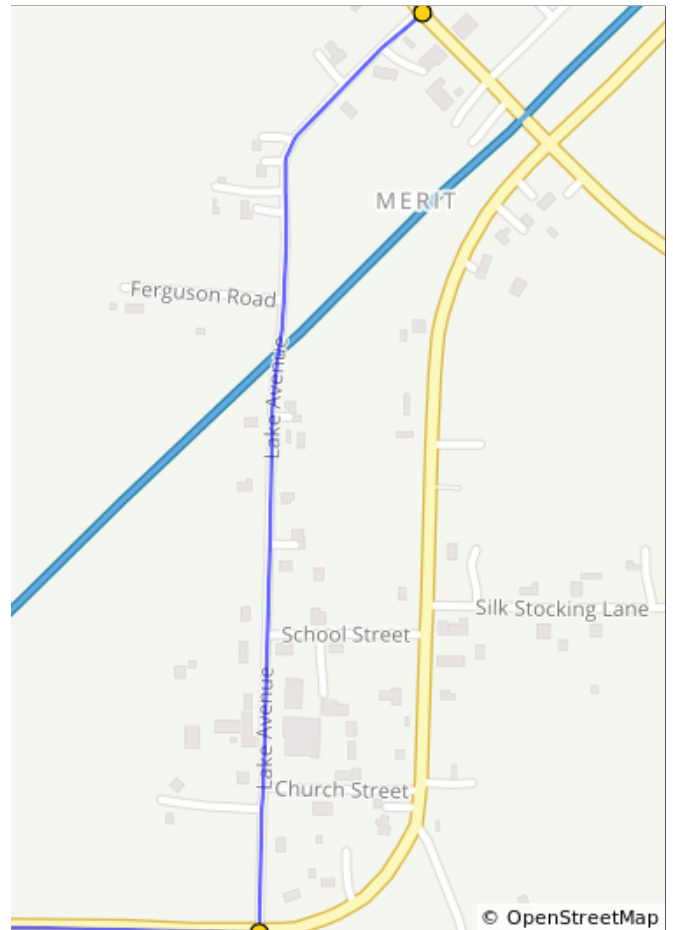 MERIT
Ferguson Road
Lake Avenue
Silk Stocking Lane
School Street
Lake Avenue
Church Street
© OpenStreetMap